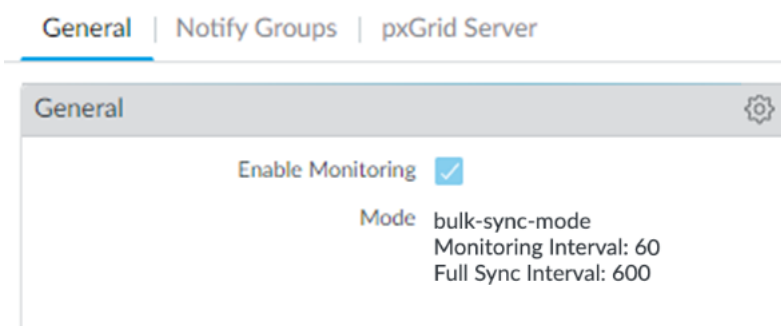 General | Notify Groups | pxGrid Server
General
Enable Monitoring
Mode bulk-sync-mode
Monitoring Interval: 60
Full Sync Interval: 600